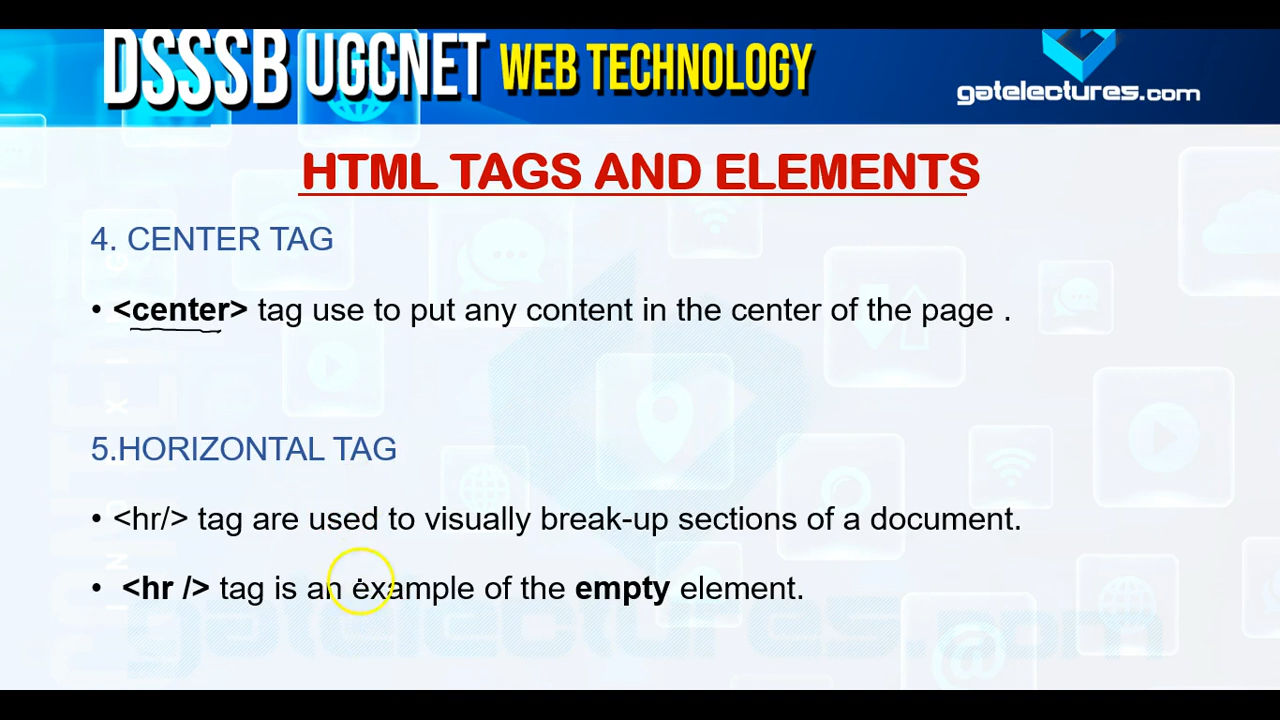 DSSSB UGCNET WEB TECHNOLOGY
gatelectures.com
HTML TAGS AND ELEMENTS
4. CENTER TAG
• <center> tag use to put any content in the center of the page .
5.HORIZONTAL TAG
• <hr/> tag are used to visually break-up sections of a document.
• <hr /> tag is an example of the empty element.
gatelectures.com